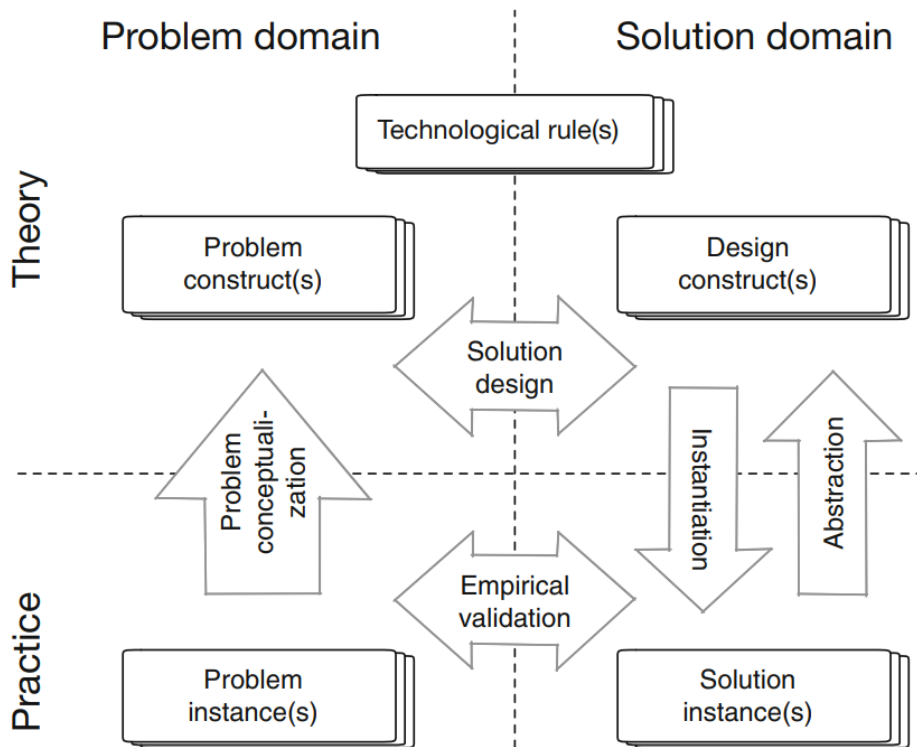 Problem domain
Solution domain
Technological rule(s)
Theory
Problem
construct(s)
Design
construct(s)
Solution
design
Problem
conceptuali-
zation
Instantiation
Abstraction
Empirical
validation
Practice
Problem
instance(s)
Solution
instance(s)